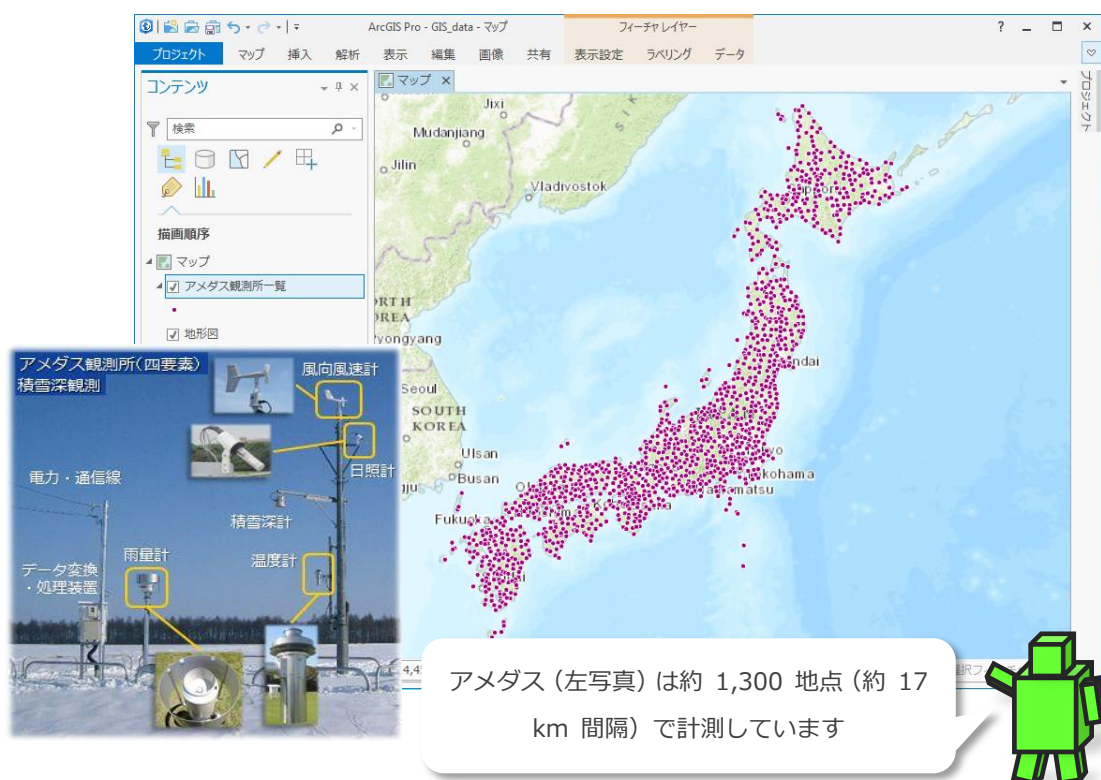 ArcGIS Pro - GIS_data - マップ
フィーチャ レイヤー
?
プロジェクト マップ 挿入 解析 表示 編集 画像 共有 表示設定 ラベリング データ
コンテンツ
マップ
プロジェクト
検索
描画順序
マップ
アメダス観測所一覧
地形図
Jixi
Mudanjiang
Jilin
Vladivostok
Seoul
SOUTH
KOREA
Ulsan
Busan
Fukuoka
アメダス観測所(四要素)
積雪深観測
風向風速計
日照計
電力・通信線
積雪深計
雨量計
温度計
データ変換
・処理装置
アメダス（左写真）は約 1,300 地点（約 17
km 間隔）で計測しています